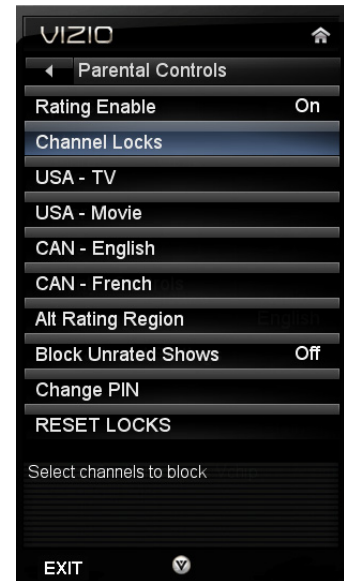 VIZIO
Parental Controls
Rating Enable On
Channel Locks
USA - TV
USA - Movie
CAN - English
CAN - French
Alt Rating Region English
Block Unrated Shows Off
Change PIN
RESET LOCKS
Select channels to block
EXIT V